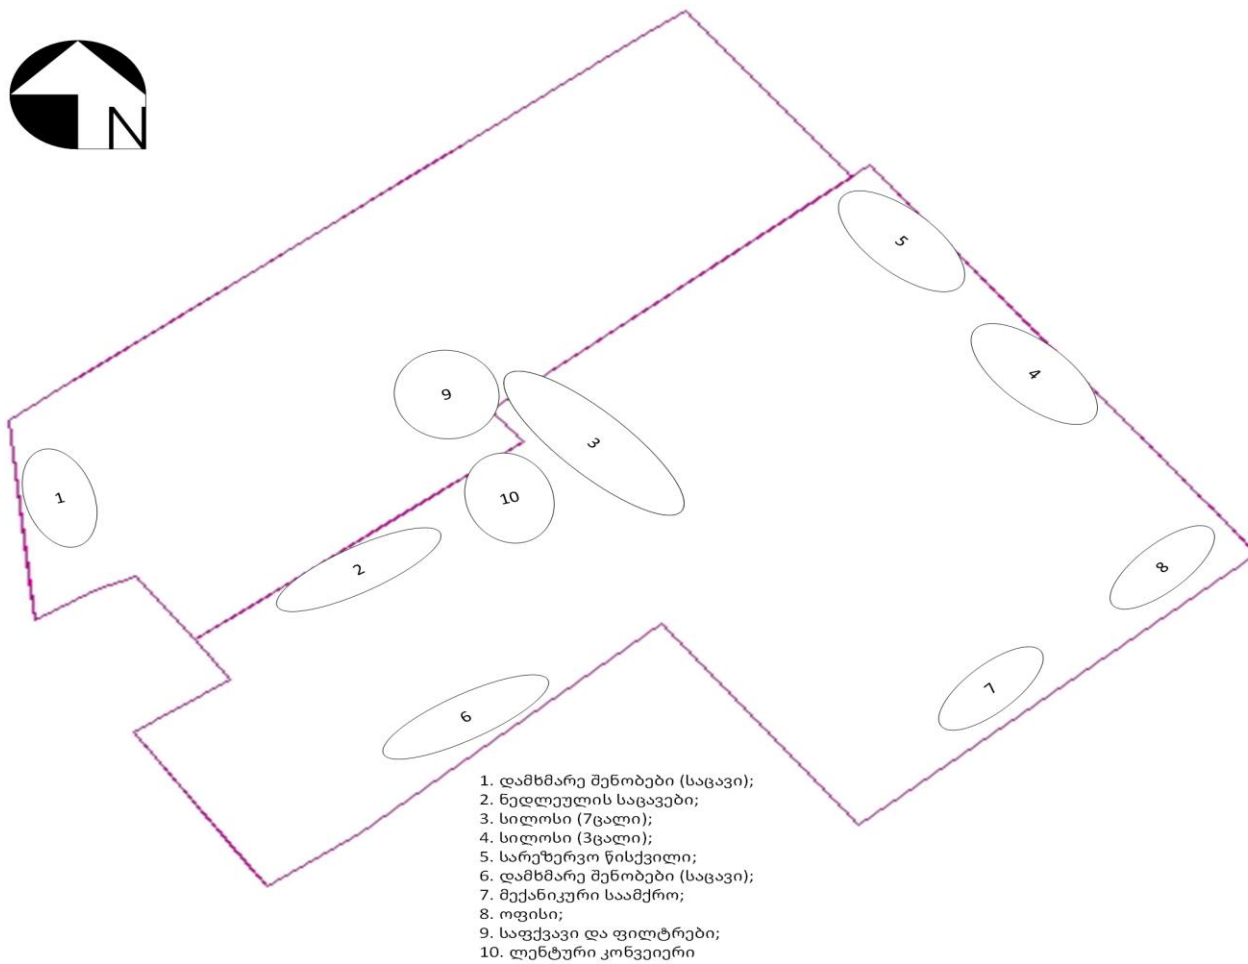 N
5
4
9
3
1
10
2
8
7
6
1. დამხმარე შენობები (საცავი);
2. ნედლეულის საცავები;
3. სილოსი (7ცალი);
4. სილოსი (3ცალი);
5. სარეზერვო წისქვილი;
6. დამხმარე შენობები (საცავი);
7. მექანიკური საამქრო;
8. ოფისი;
9. საფქვავი და ფილტრები;
10. ლენტური კონვეიერი